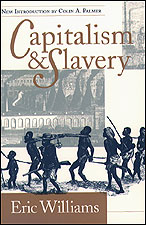 NEW INTRODUCTION BY COLIN A. PALMER
Capitalism
& Slavery
Eric Williams